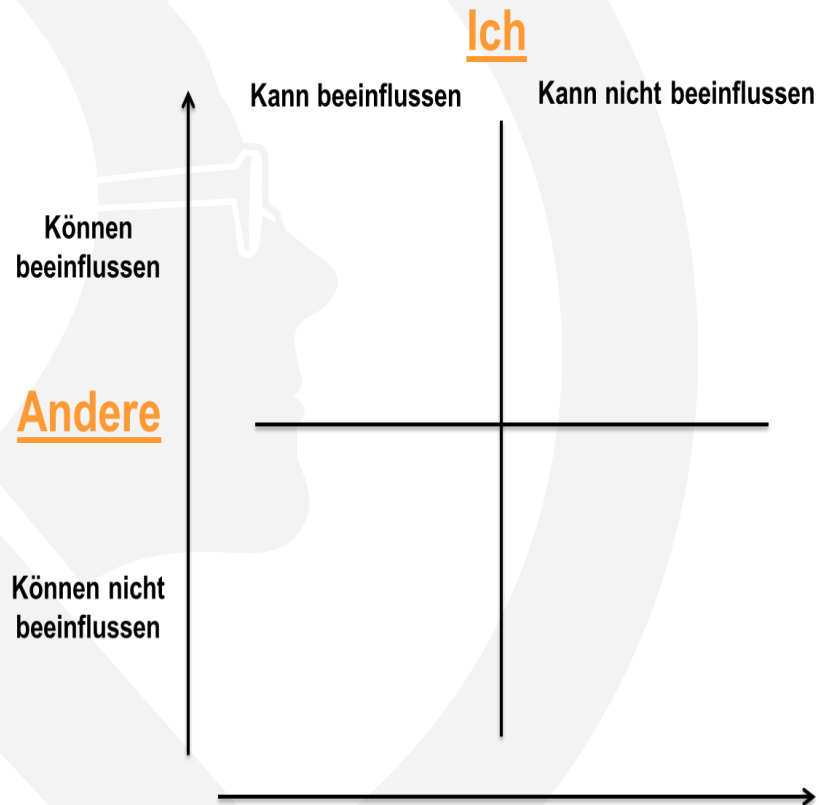 Ich
Kann beeinflussen
Kann nicht beeinflussen
Können
beeinflussen
Andere
Können nicht
beeinflussen